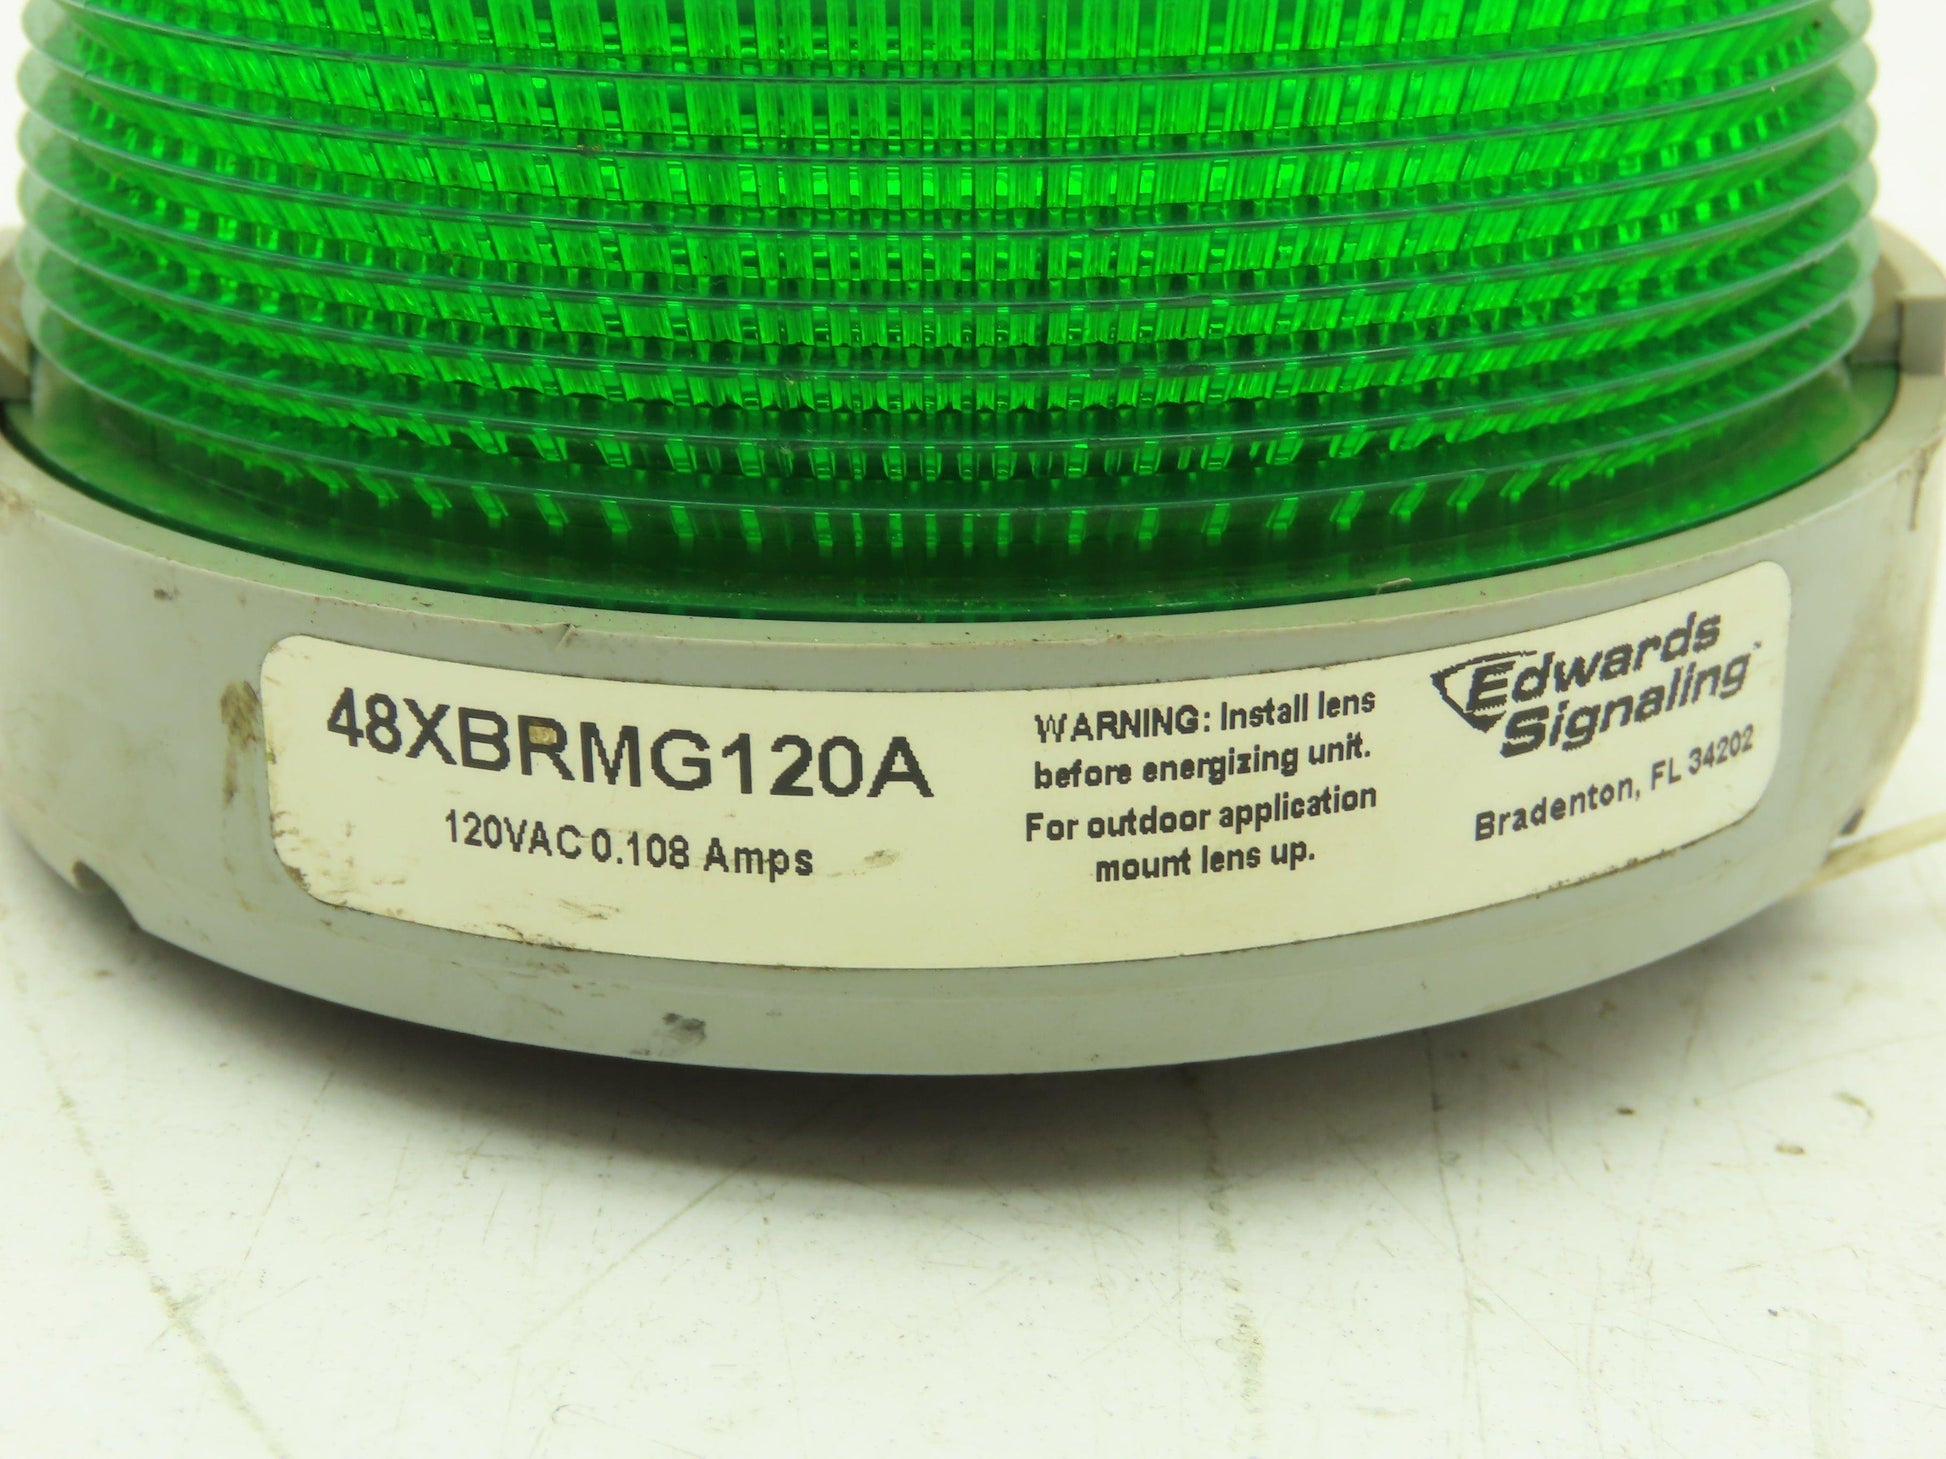 48XBRMG120A
120VAC 0.108 Amps
WARNING: Install lens
before energizing unit.
For outdoor application
mount lens up.
Edwards
Signaling™
Bradenton, FL 34202